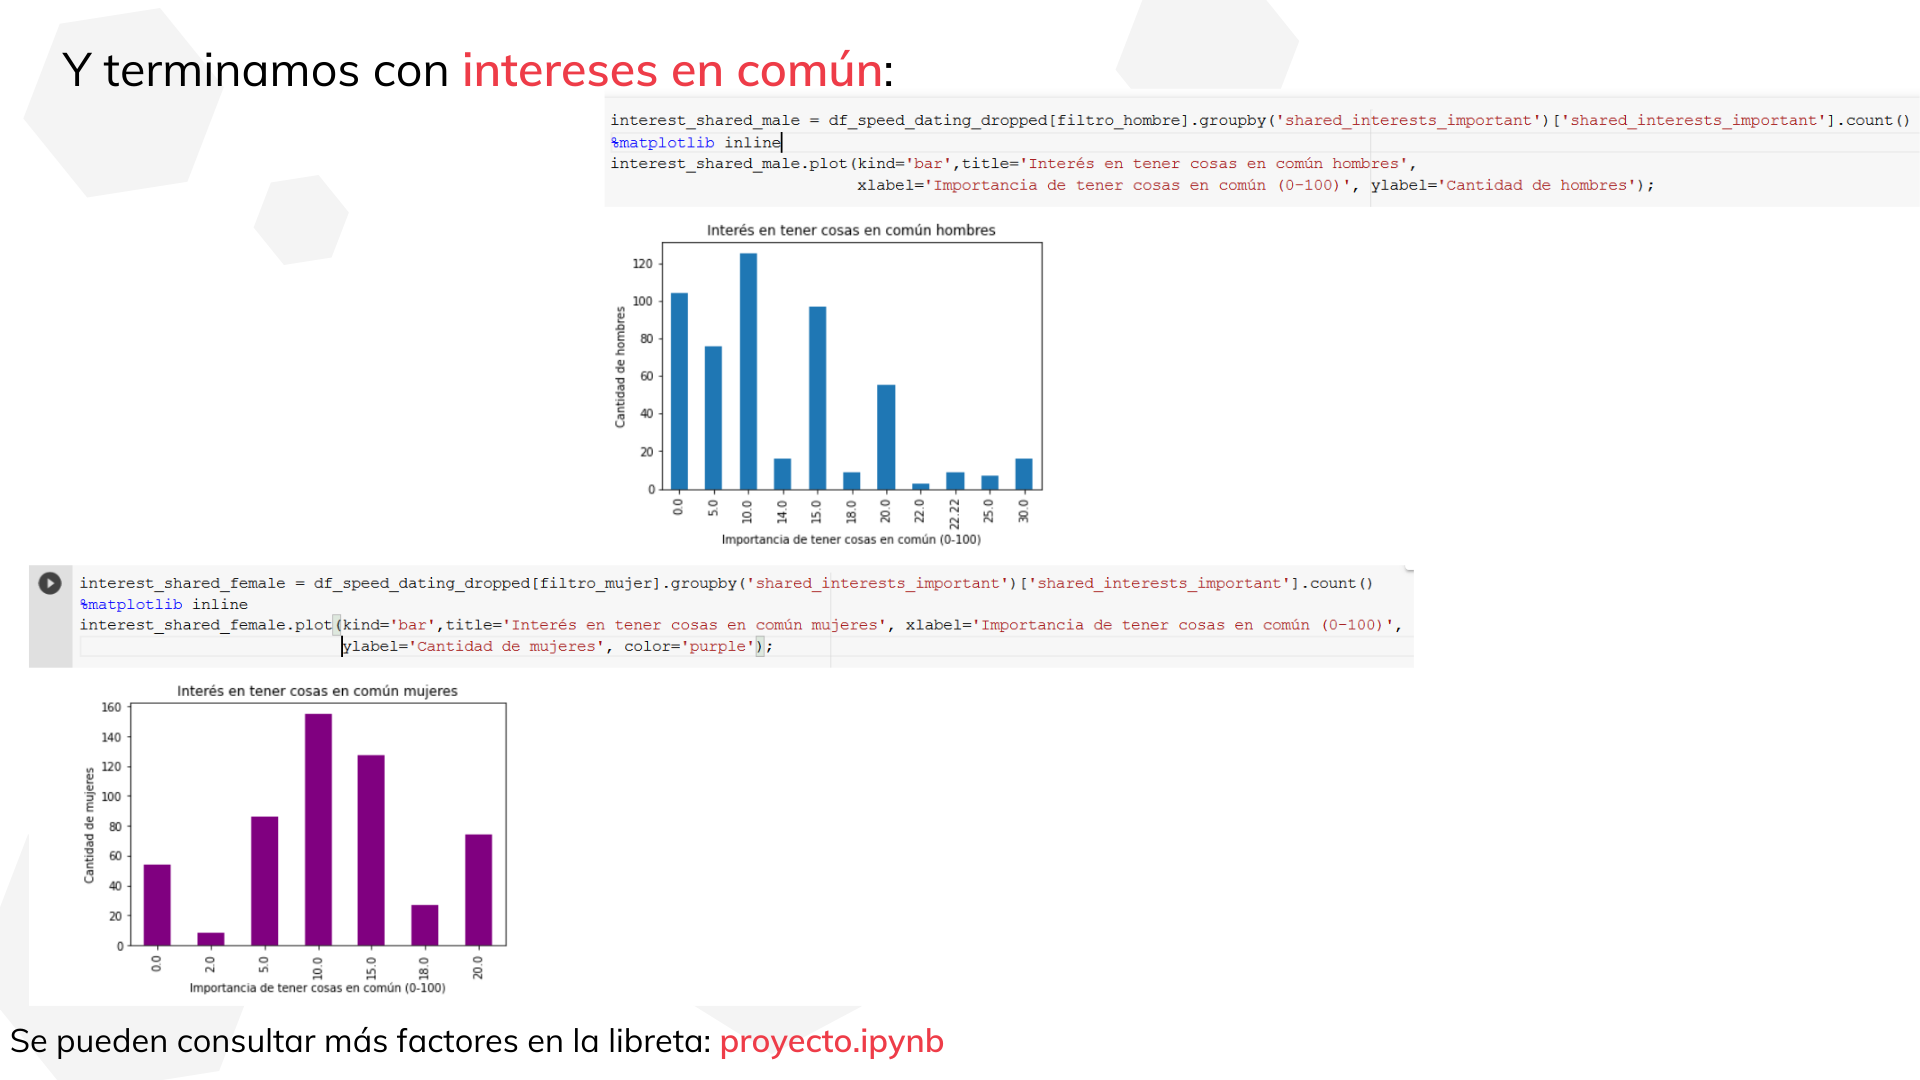 Y terminamos con intereses en común:
interest_shared_male = df_speed_dating_dropped[filtro_hombre].groupby('shared_interests_important')['shared_interests_important'].count()
%matplotlib inline
interest_shared_male.plot(kind='bar',title='Interés en tener cosas en común hombres',
xlabel='Importancia de tener cosas en común (0-100)', ylabel='Cantidad de hombres');
Interés en tener cosas en común hombres
Cantidad de hombres
120
100
80
60
40
20
0
0.0 5.0 10.0 14.0 15.0 18.0 20.0 22.0 22.22 25.0 30.0
Importancia de tener cosas en común (0-100)
interest_shared_female = df_speed_dating_dropped[filtro_mujer].groupby('shared_interests_important')['shared_interests_important'].count()
%matplotlib inline
interest_shared_female.plot(kind='bar',title='Interés en tener cosas en común mujeres', xlabel='Importancia de tener cosas en común (0-100)',
ylabel='Cantidad de mujeres', color='purple');
Interés en tener cosas en común mujeres
Cantidad de mujeres
160
140
120
100
80
60
40
20
0
0.0 2.0 5.0 10.0 15.0 18.0 20.0
Importancia de tener cosas en común (0-100)
Se pueden consultar más factores en la libreta: proyecto.ipynb